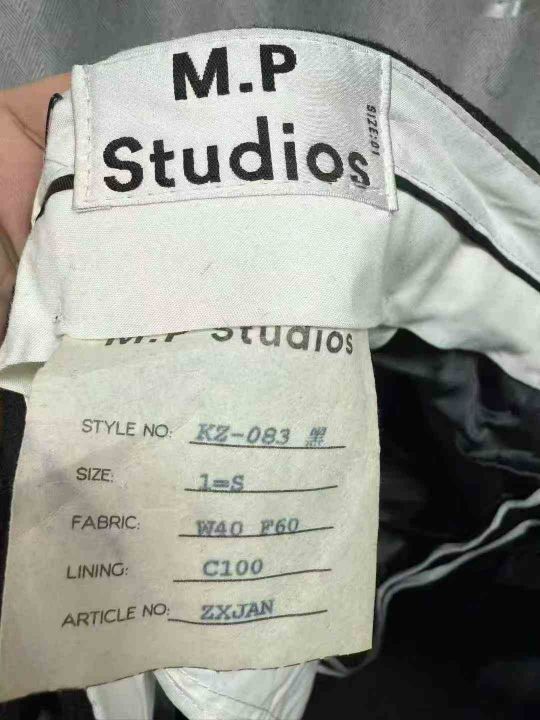 M.P
Studios
SIZE:01
M.P Studios
STYLE NO: KZ-083 黑
SIZE: 1=S
FABRIC: W40 F60
LINING: C100
ARTICLE NO: ZXJAN